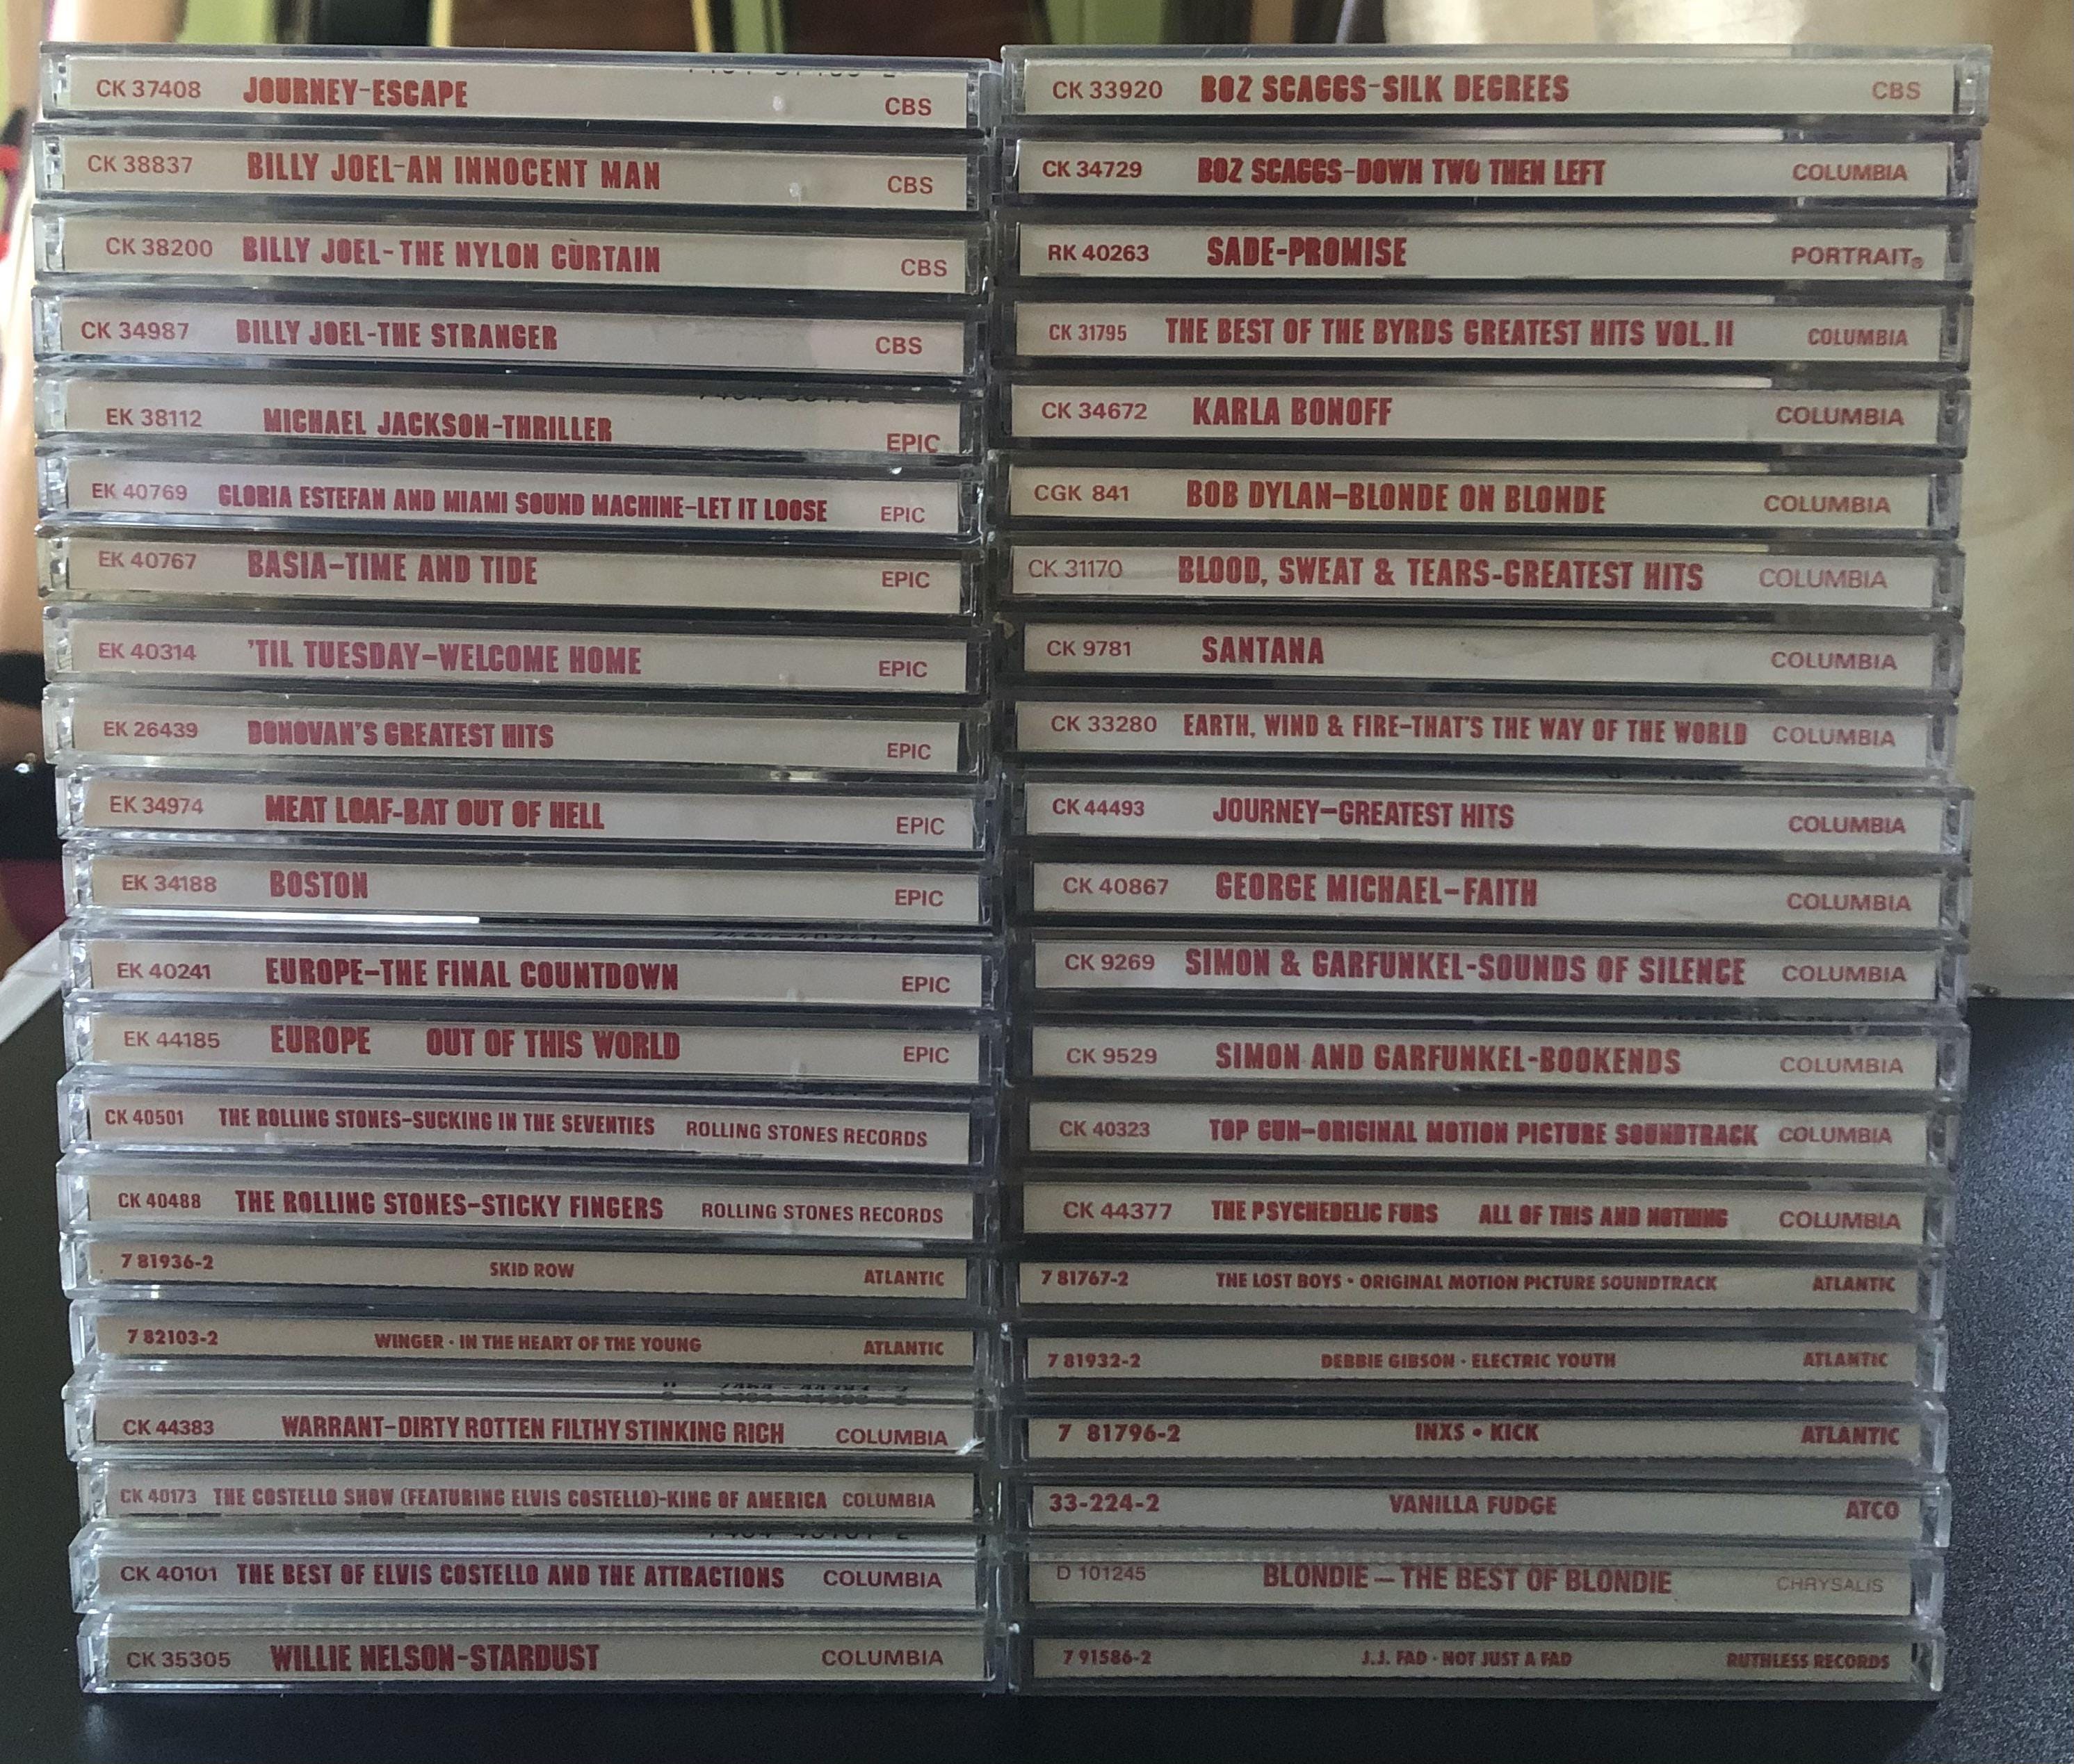 CK 37408 JOURNEY-ESCAPE CBS
CK 38837 BILLY JOEL-AN INNOCENT MAN CBS
CK 38200 BILLY JOEL-THE NYLON CURTAIN CBS
CK 34987 BILLY JOEL-THE STRANGER CBS
EK 38112 MICHAEL JACKSON-THRILLER EPIC
EK 40769 GLORIA ESTEFAN AND MIAMI SOUND MACHINE-LET IT LOOSE EPIC
EK 40767 BASIA-TIME AND TIDE EPIC
EK 40314 'TIL TUESDAY-WELCOME HOME EPIC
EK 26439 DONOVAN'S GREATEST HITS EPIC
EK 34974 MEAT LOAF-BAT OUT OF HELL EPIC
EK 34188 BOSTON EPIC
EK 40241 EUROPE-THE FINAL COUNTDOWN EPIC
EK 44185 EUROPE OUT OF THIS WORLD EPIC
CK 40501 THE ROLLING STONES-SUCKING IN THE SEVENTIES ROLLING STONES RECORDS
CK 40488 THE ROLLING STONES-STICKY FINGERS ROLLING STONES RECORDS
7 81936-2 SKID ROW ATLANTIC
7 82103-2 WINGER · IN THE HEART OF THE YOUNG ATLANTIC
CK 44383 WARRANT-DIRTY ROTTEN FILTHY STINKING RICH COLUMBIA
CK 40173 THE COSTELLO SHOW (FEATURING ELVIS COSTELLO)-KING OF AMERICA COLUMBIA
CK 40101 THE BEST OF ELVIS COSTELLO AND THE ATTRACTIONS COLUMBIA
CK 35305 WILLIE NELSON-STARDUST COLUMBIA
CK 33920 BOZ SCAGGS-SILK DEGREES CBS
CK 34729 BOZ SCAGGS-DOWN TWO THEN LEFT COLUMBIA
RK 40263 SADE-PROMISE PORTRAIT®
CK 31795 THE BEST OF THE BYRDS GREATEST HITS VOL. II COLUMBIA
CK 34672 KARLA BONOFF COLUMBIA
CGK 841 BOB DYLAN-BLONDE ON BLONDE COLUMBIA
CK 31170 BLOOD, SWEAT & TEARS-GREATEST HITS COLUMBIA
CK 9781 SANTANA COLUMBIA
CK 33280 EARTH, WIND & FIRE-THAT'S THE WAY OF THE WORLD COLUMBIA
CK 44493 JOURNEY-GREATEST HITS COLUMBIA
CK 40867 GEORGE MICHAEL-FAITH COLUMBIA
CK 9269 SIMON & GARFUNKEL-SOUNDS OF SILENCE COLUMBIA
CK 9529 SIMON AND GARFUNKEL-BOOKENDS COLUMBIA
CK 40323 TOP GUN-ORIGINAL MOTION PICTURE SOUNDTRACK COLUMBIA
CK 44377 THE PSYCHEDELIC FURS ALL OF THIS AND NOTHING COLUMBIA
7 81767-2 THE LOST BOYS · ORIGINAL MOTION PICTURE SOUNDTRACK ATLANTIC
7 81932-2 DEBBIE GIBSON · ELECTRIC YOUTH ATLANTIC
7 81796-2 INXS • KICK ATLANTIC
33-224-2 VANILLA FUDGE ATCO
D 101245 BLONDIE — THE BEST OF BLONDIE CHRYSALIS
7 91586-2 J.J. FAD · NOT JUST A FAD RUTHLESS RECORDS